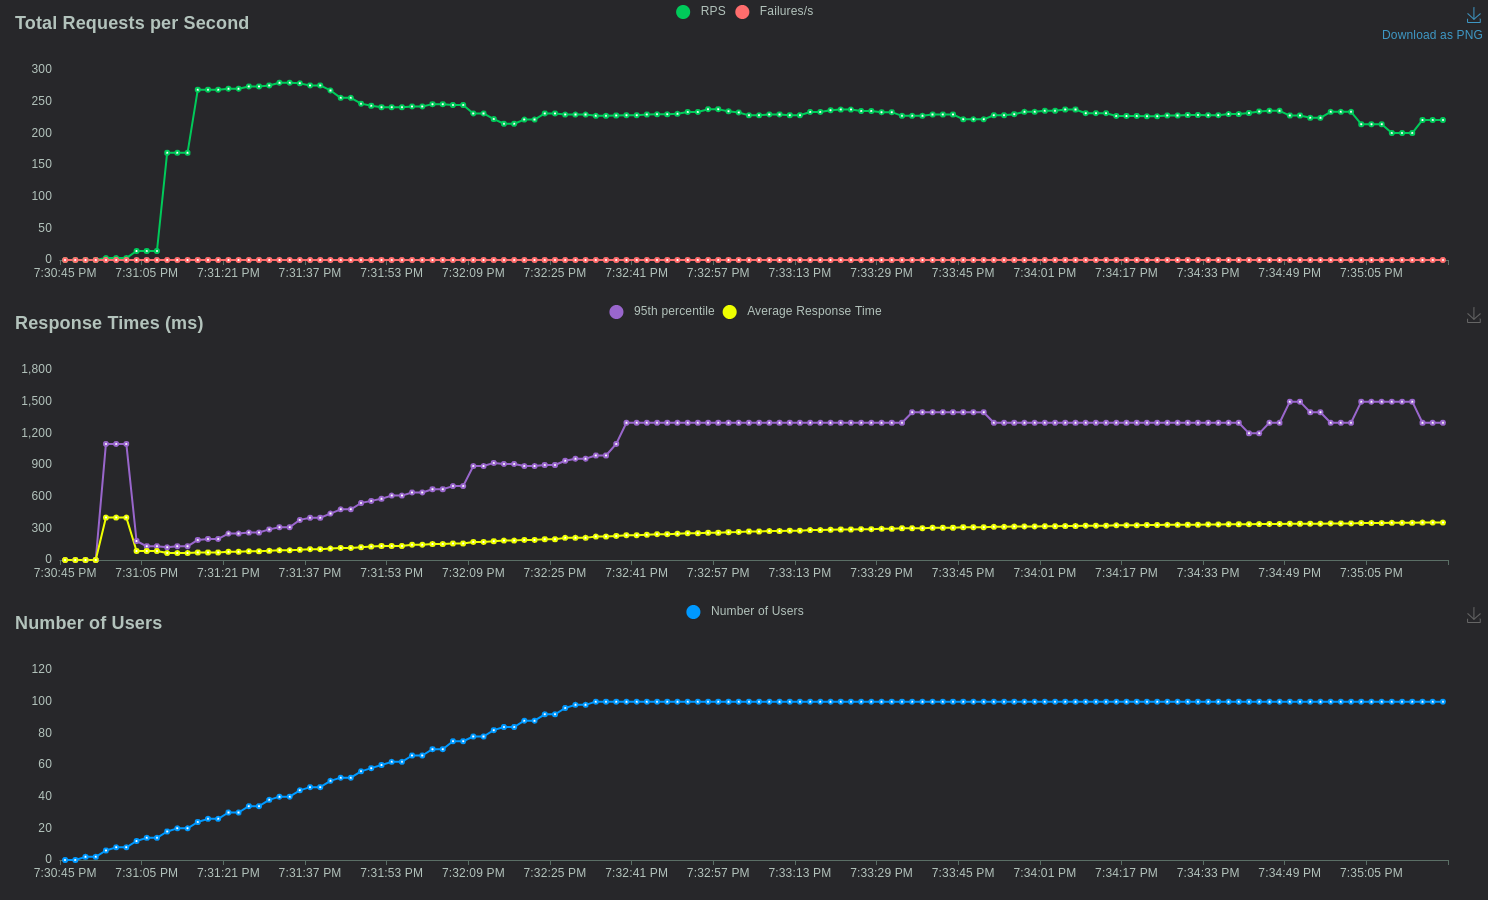 Total Requests per Second
RPS Failures/s
Download as PNG
300
250
200
150
100
50
0
7:30:45 PM 7:31:05 PM 7:31:21 PM 7:31:37 PM 7:31:53 PM 7:32:09 PM 7:32:25 PM 7:32:41 PM 7:32:57 PM 7:33:13 PM 7:33:29 PM 7:33:45 PM 7:34:01 PM 7:34:17 PM 7:34:33 PM 7:34:49 PM 7:35:05 PM
Response Times (ms)
95th percentile Average Response Time
1,800
1,500
1,200
900
600
300
0
7:30:45 PM 7:31:05 PM 7:31:21 PM 7:31:37 PM 7:31:53 PM 7:32:09 PM 7:32:25 PM 7:32:41 PM 7:32:57 PM 7:33:13 PM 7:33:29 PM 7:33:45 PM 7:34:01 PM 7:34:17 PM 7:34:33 PM 7:34:49 PM 7:35:05 PM
Number of Users
Number of Users
120
100
80
60
40
20
0
7:30:45 PM 7:31:05 PM 7:31:21 PM 7:31:37 PM 7:31:53 PM 7:32:09 PM 7:32:25 PM 7:32:41 PM 7:32:57 PM 7:33:13 PM 7:33:29 PM 7:33:45 PM 7:34:01 PM 7:34:17 PM 7:34:33 PM 7:34:49 PM 7:35:05 PM